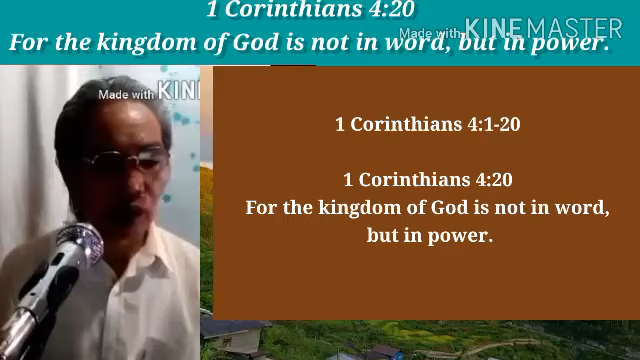 1 Corinthians 4:20
Made with KINEMASTER
For the kingdom of God is not in word, but in power.
Made with KINE
1 Corinthians 4:1-20
1 Corinthians 4:20
For the kingdom of God is not in word,
but in power.